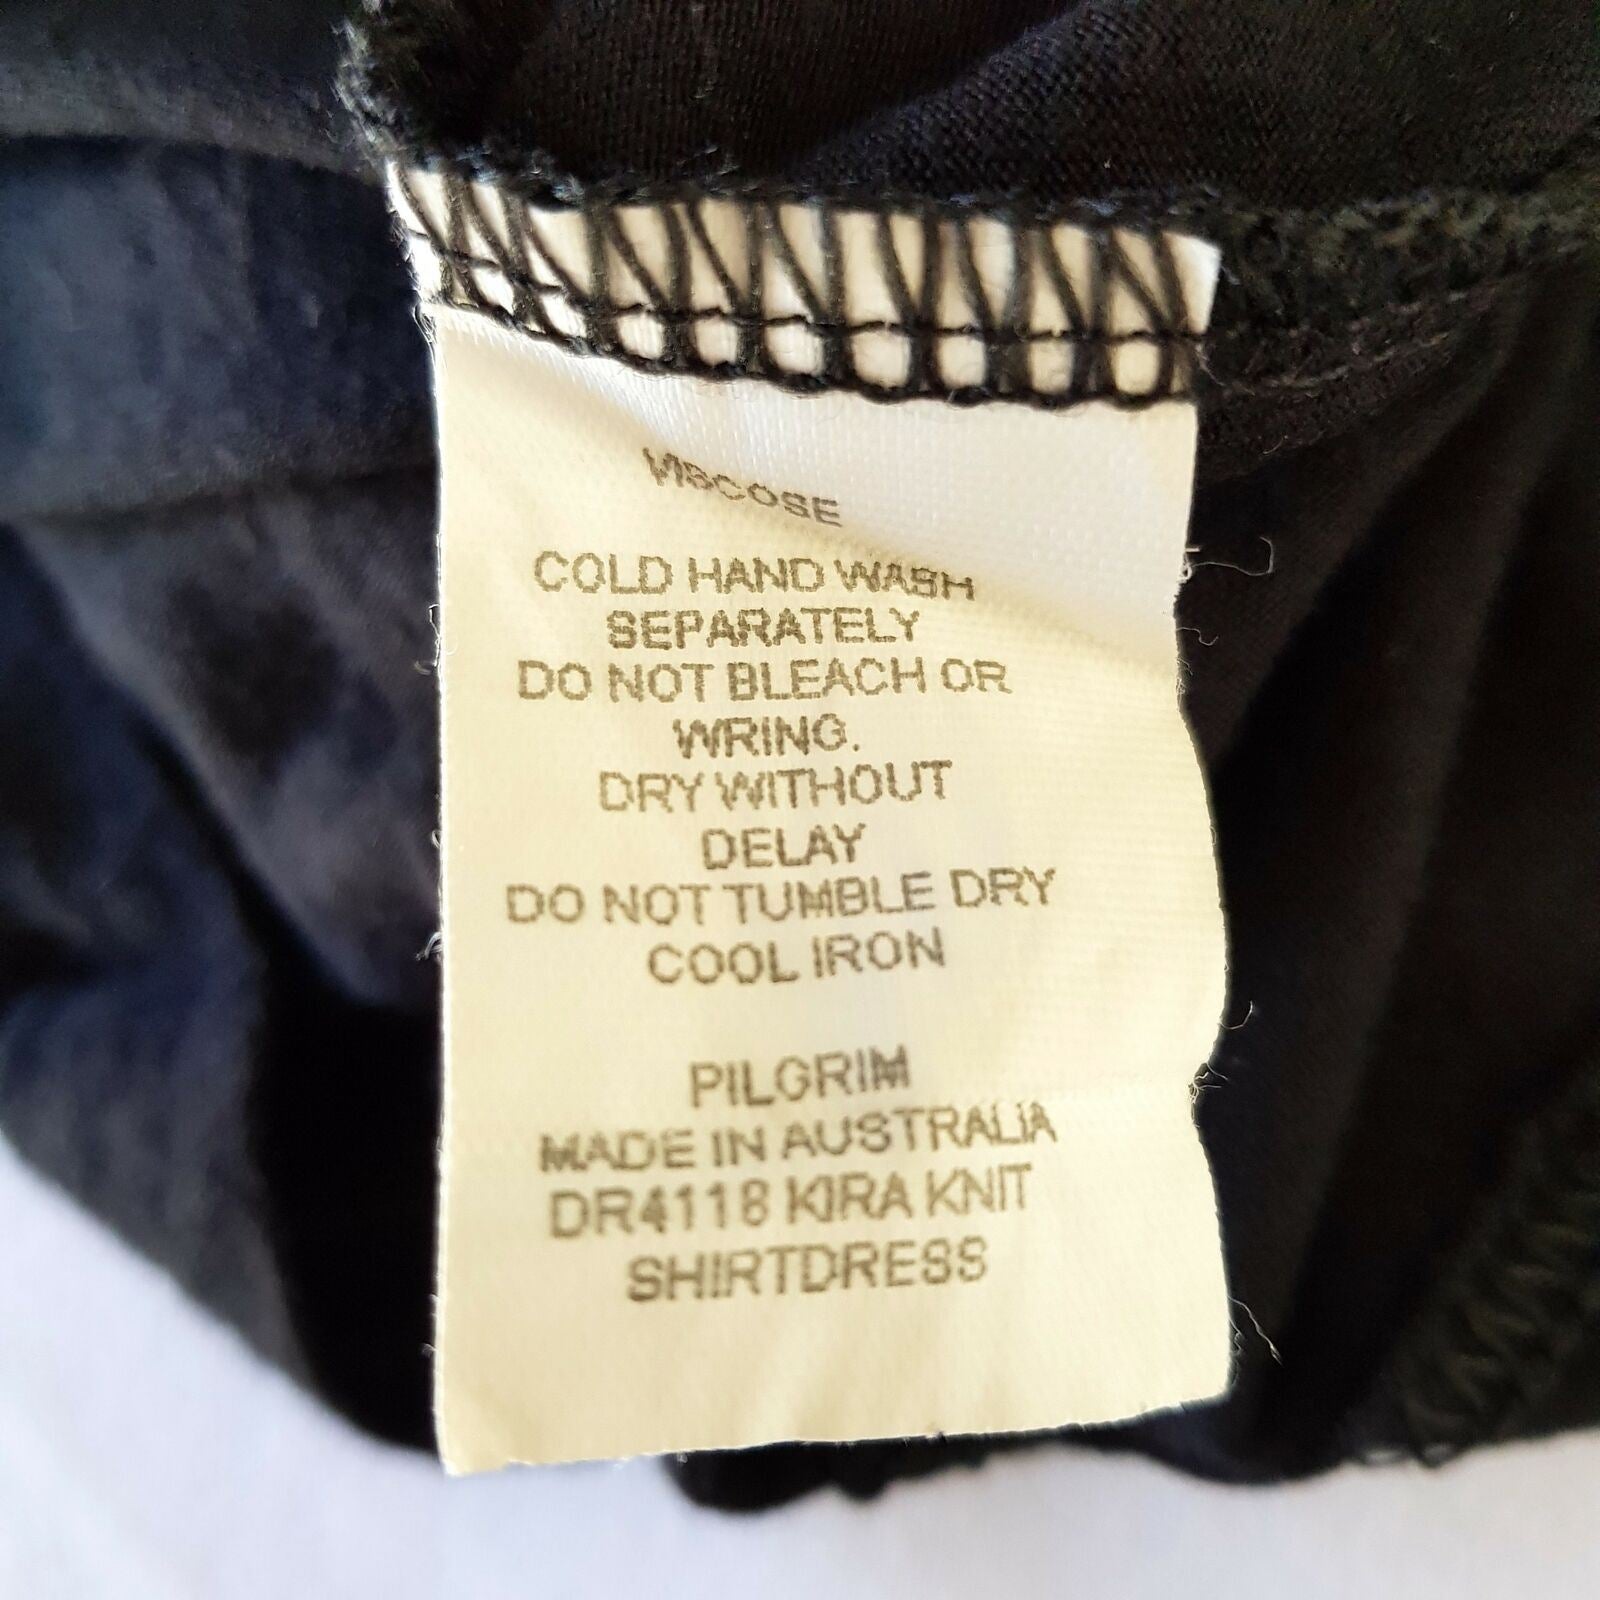 VISCOSE
COLD HAND WASH
SEPARATELY
DO NOT BLEACH OR
WRING.
DRY WITHOUT
DELAY
DO NOT TUMBLE DRY
COOL IRON
PILGRIM
MADE IN AUSTRALIA
DR4118 KIRA KNIT
SHIRTDRESS